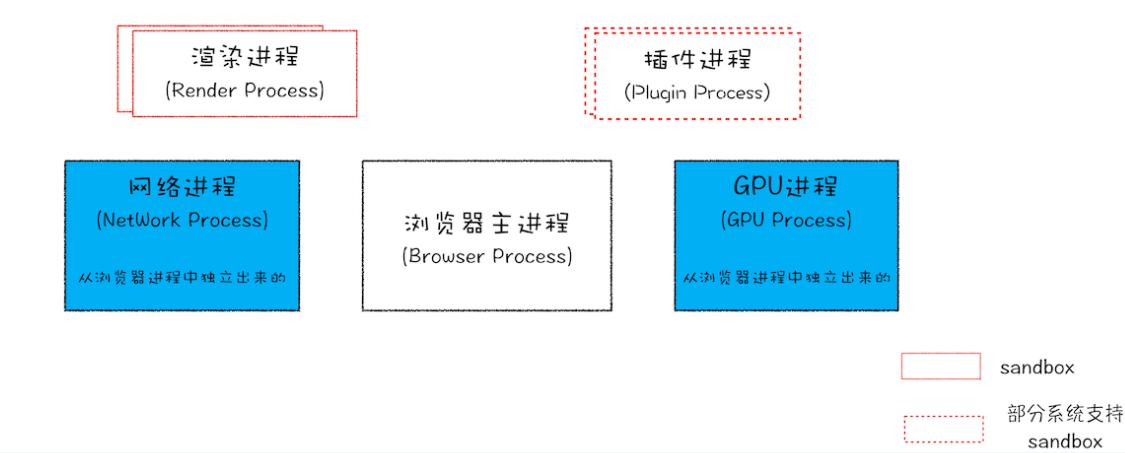 渲染进程
(Render Process)
插件进程
(Plugin Process)
网络进程
(NetWork Process)
从浏览器进程中独立出来的
浏览器主进程
(Browser Process)
GPU进程
(GPU Process)
从浏览器进程中独立出来的
sandbox
部分系统支持
sandbox